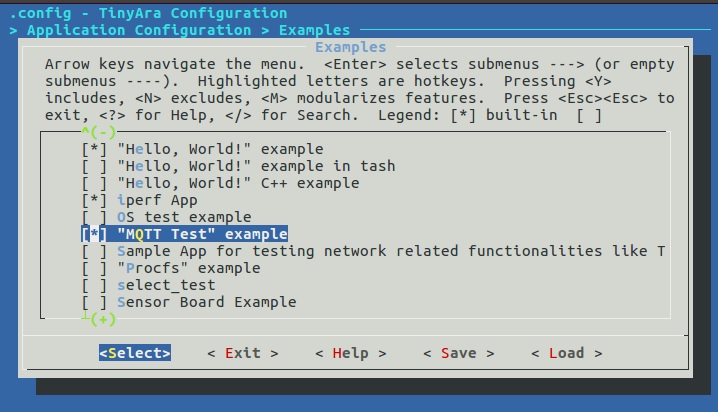 .config - TinyAra Configuration
> Application Configuration > Examples
Examples
Arrow keys navigate the menu.  <Enter> selects submenus ---> (or empty
submenus ----).  Highlighted letters are hotkeys.  Pressing <Y>
includes, <N> excludes, <M> modularizes features.  Press <Esc><Esc> to
exit, <?> for Help, </> for Search.  Legend: [*] built-in  [ ]
^(-)
[*] "Hello, World!" example
[ ] "Hello, World!" example in tash
[ ] "Hello, World!" C++ example
[*] iperf App
[ ] OS test example
[*] "MQTT Test" example
[ ] Sample App for testing network related functionalities like T
[ ] "Procfs" example
[ ] select_test
[ ] Sensor Board Example
┴(+)
<Select>    < Exit >    < Help >    < Save >    < Load >